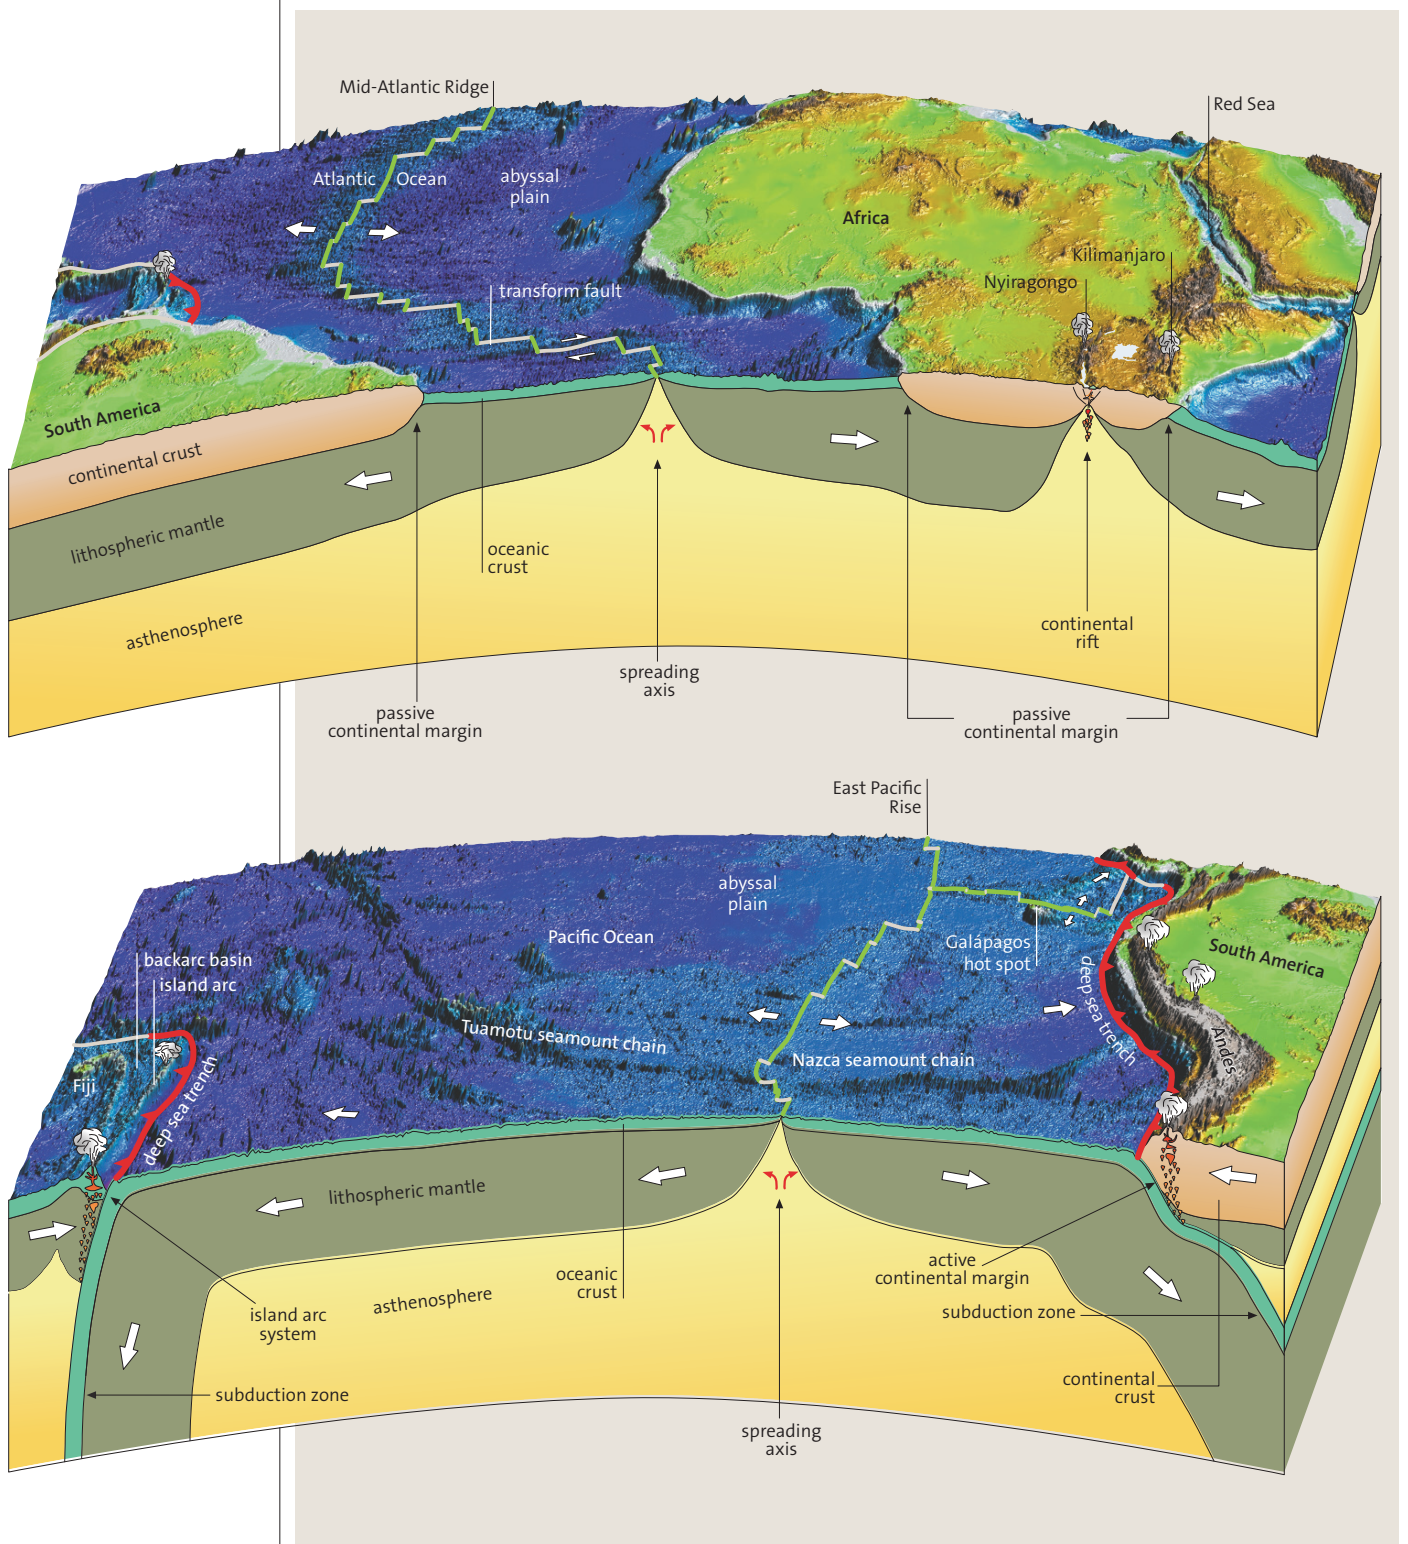 Mid-Atlantic Ridge
Red Sea
Atlantic Ocean
abyssal
plain
Africa
Kilimanjaro
Nyiragongo
transform fault
South America
continental crust
lithospheric mantle
oceanic
crust
asthenosphere
continental
rift
spreading
axis
passive
continental margin
passive
continental margin
East Pacific
Rise
abyssal
plain
Pacific Ocean
Galápagos
hot spot
South America
backarc basin
island arc
deep sea trench
Tuamotu seamount chain
Nazca seamount chain
Andes
Fiji
deep sea trench
lithospheric mantle
active
continental margin
oceanic
crust
asthenosphere
island arc
system
subduction zone
continental
crust
subduction zone
spreading
axis